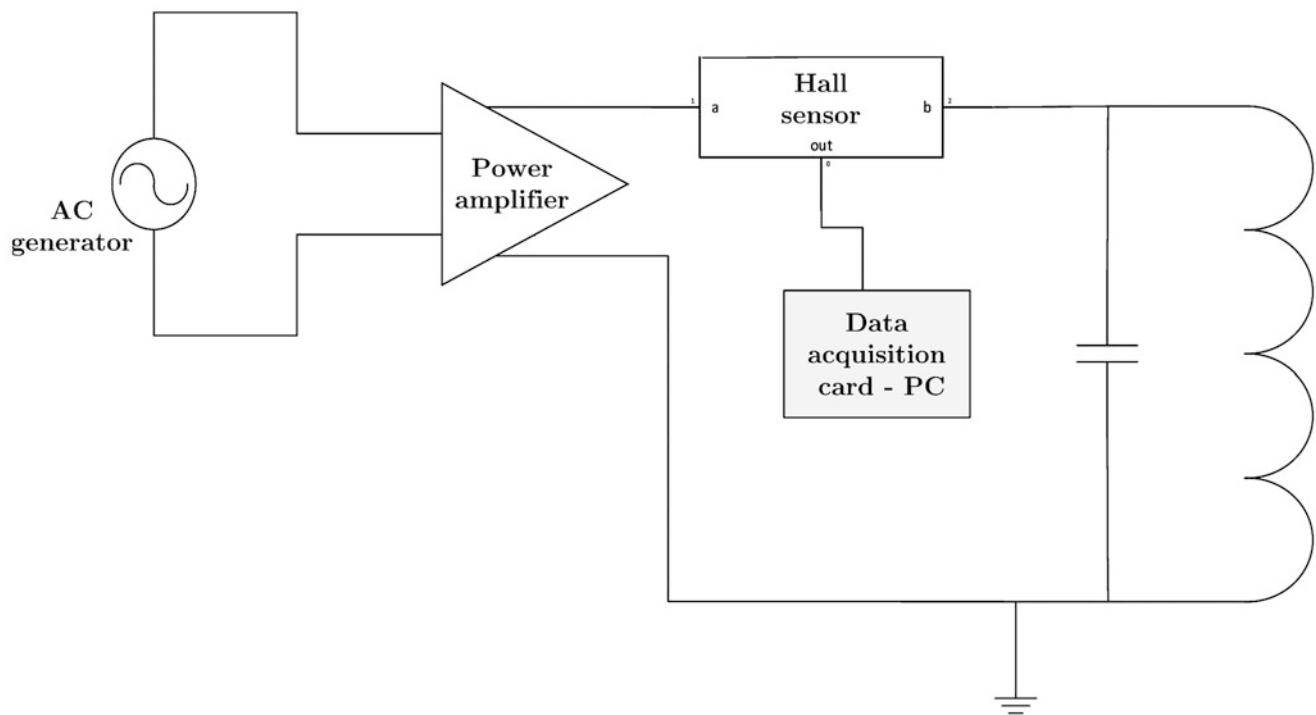 AC
generator
Power
amplifier
1
a
Hall
sensor
b
2
out
0
Data
acquisition
card - PC